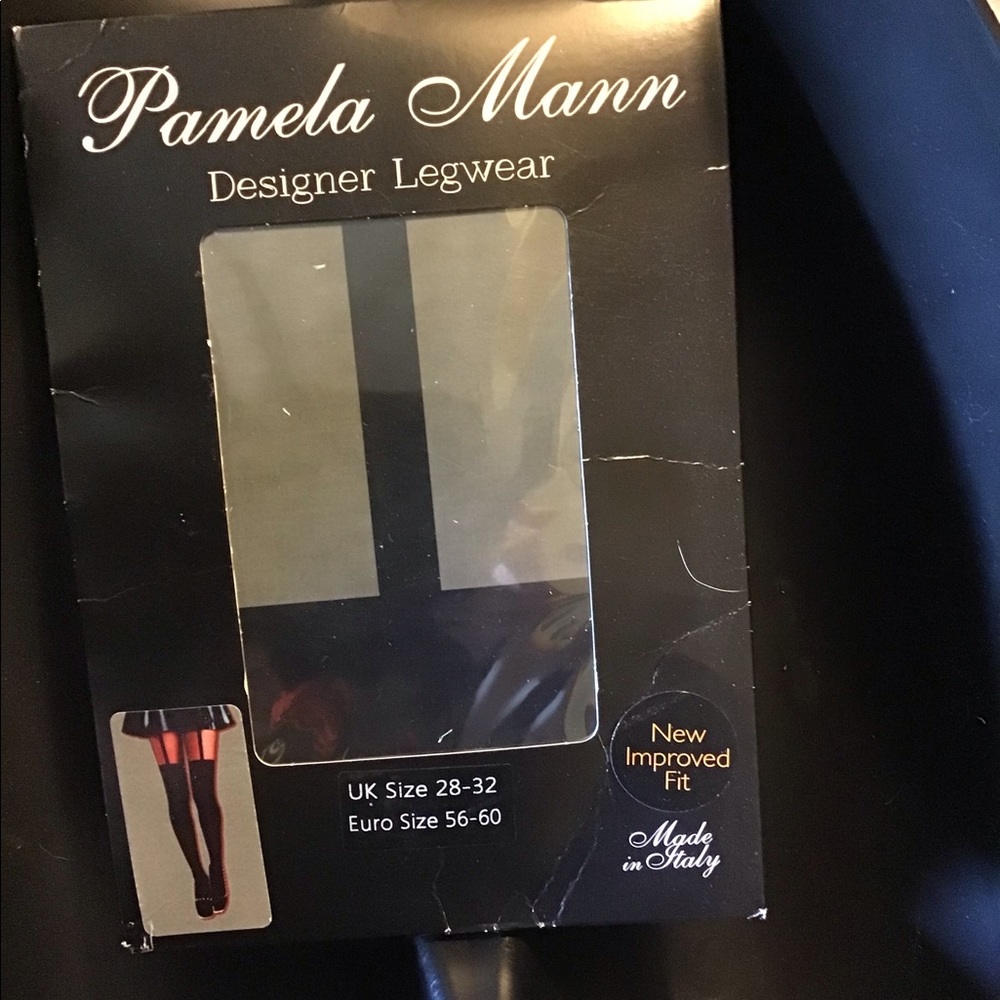 Pamela Mann
Designer Legwear
UK Size 28-32
Euro Size 56-60
New
Improved
Fit
Made
in Italy